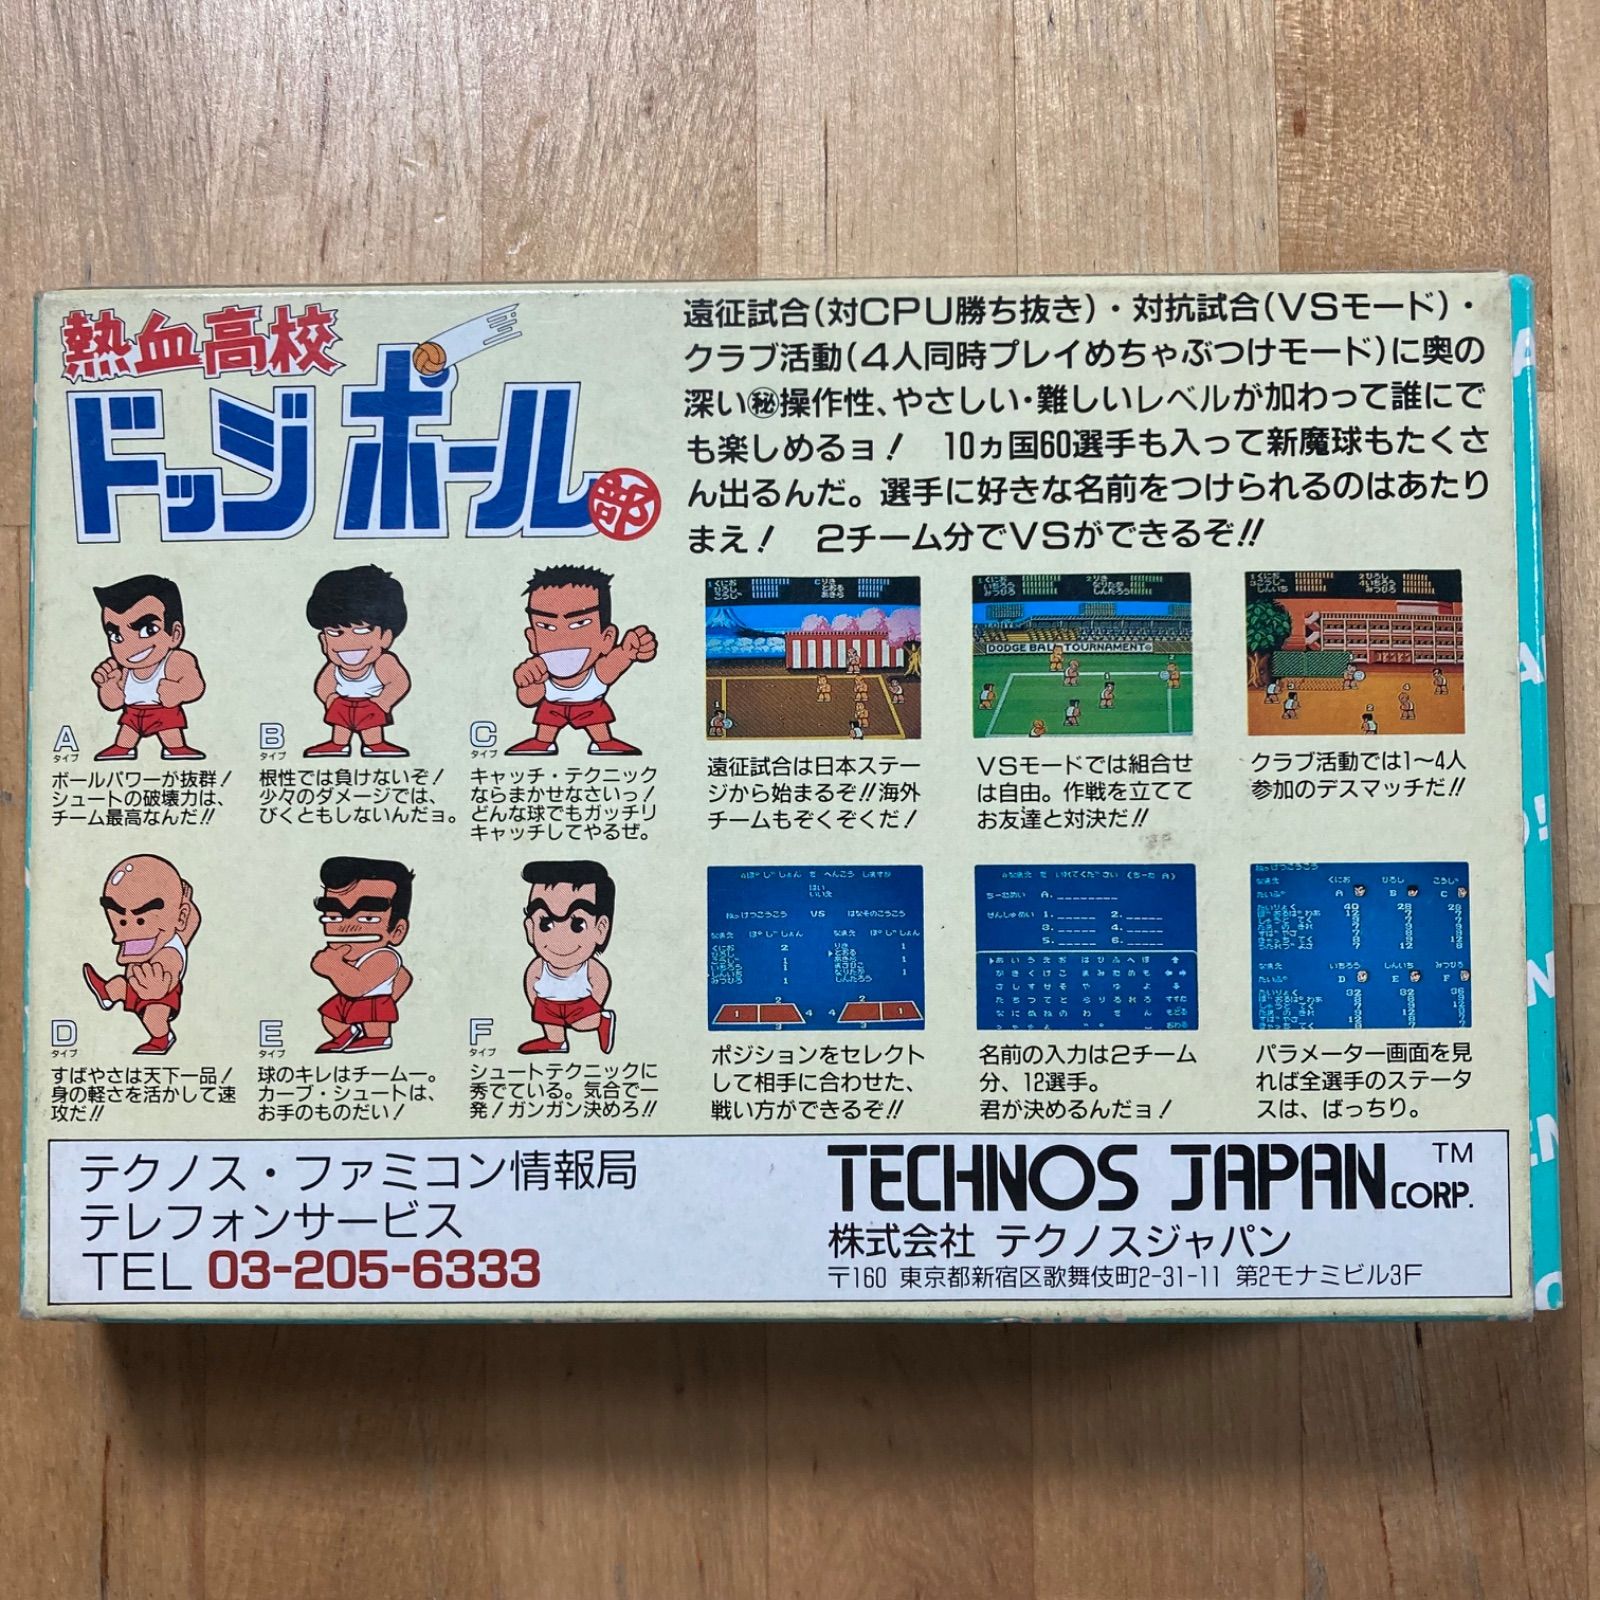 熱血高校
ドッジボール部
遠征試合(対CPU勝ち抜き)・対抗試合(VSモード)・
クラブ活動(4人同時プレイめちゃぶつけモード)に奥の
深い㊙操作性、やさしい・難しいレベルが加わって誰にで
も楽しめるョ! 10ヵ国60選手も入って新魔球もたくさ
ん出るんだ。選手に好きな名前をつけられるのはあたり
まえ! 2チーム分でVSができるぞ!!
Aタイプ
ボールパワーが抜群!
シュートの破壊力は、
チーム最高なんだ!!
Bタイプ
根性では負けないぞ!
少々のダメージでは、
びくともしないんだョ。
Cタイプ
キャッチ・テクニック
ならまかせなさいっ!
どんな球でもガッチリ
キャッチしてやるぜ。
Dタイプ
すばやさは天下一品!
身の軽さを活かして速
攻だ!!
Eタイプ
球のキレはチーム一。
カーブ・シュートは、
お手のものだい!
Fタイプ
シュートテクニックに
秀でている。気合で一
発!ガンガン決めろ!!
遠征試合は日本ステー
ジから始まるぞ!!海外
チームもぞくぞくだ!
DODGE BALL TOURNAMENT
VSモードでは組合せ
は自由。作戦を立てて
お友達と対決だ!!
クラブ活動では1〜4人
参加のデスマッチだ!!
ねっけつこうこう VS はなぞのこうこう
ポジションをセレクト
して相手に合わせた、
戦い方ができるぞ!!
名前の入力は2チーム
分、12選手。
君が決めるんだョ!
パラメーター画面を見
れば全選手のステータ
スは、ばっちり。
テクノス・ファミコン情報局
テレフォンサービス
TEL 03-205-6333
TECHNOS JAPAN CORP. TM
株式会社 テクノスジャパン
〒160 東京都新宿区歌舞伎町2-31-11 第2モナミビル3F